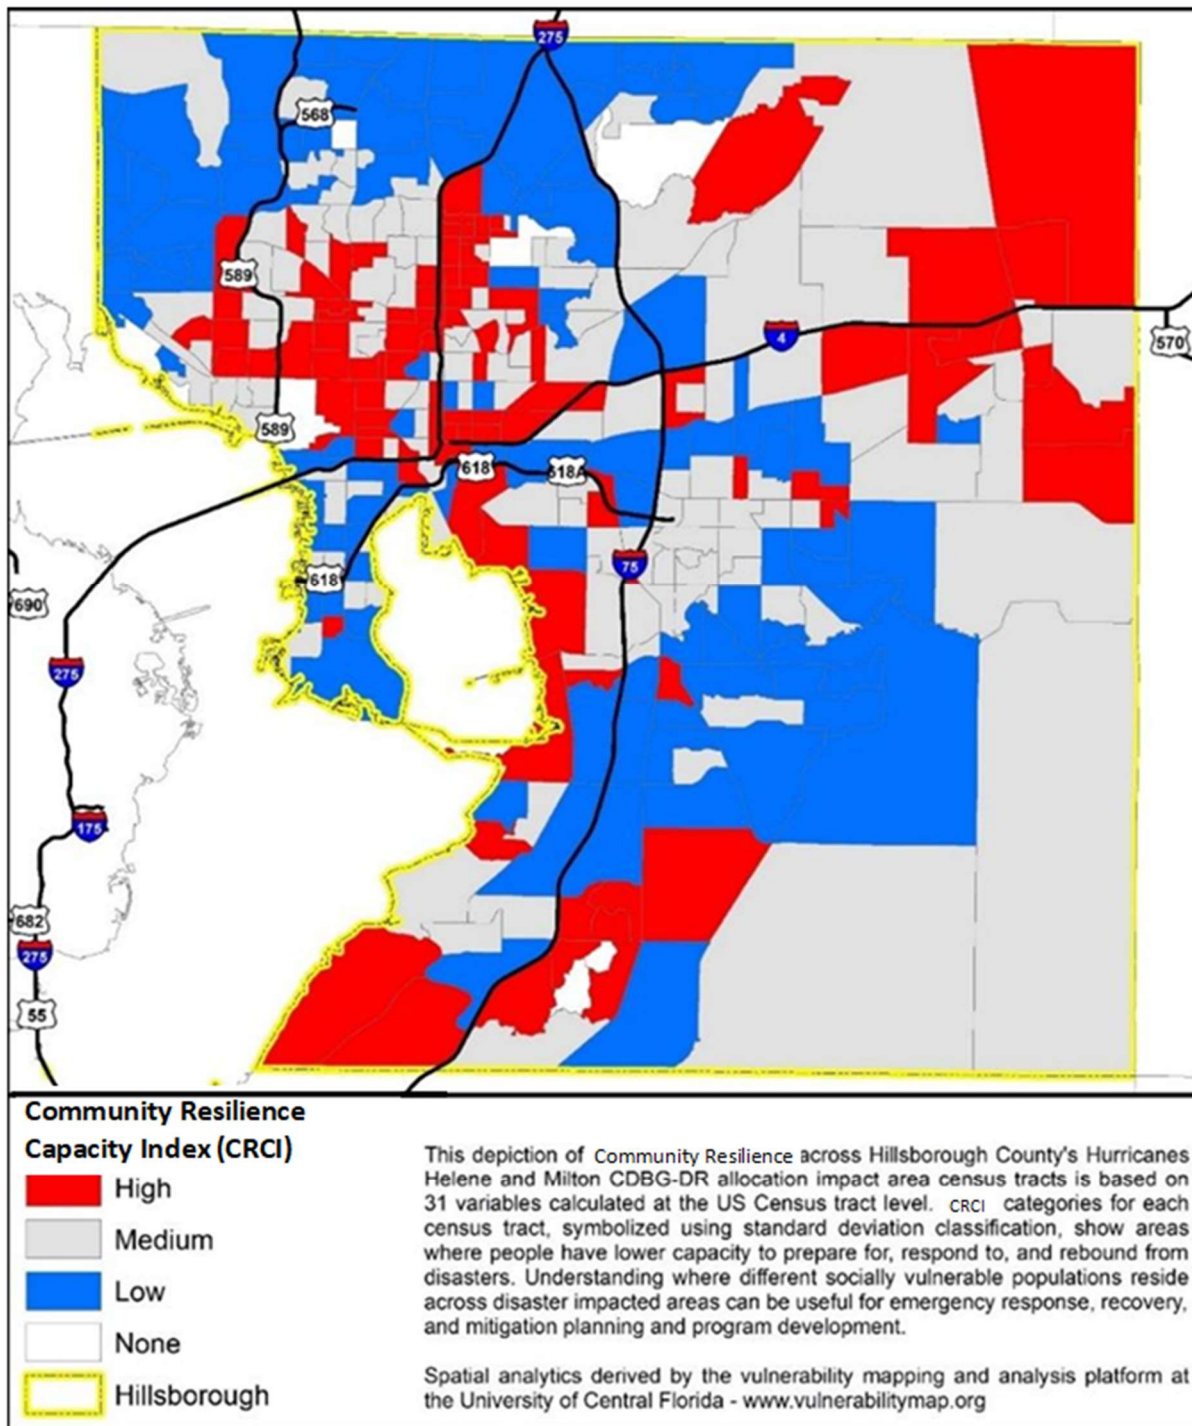 275
568
589
4
570
589
618
618A
75
618
690
275
175
682
275
55
Community Resilience
Capacity Index (CRCI)
High
Medium
Low
None
Hillsborough
This depiction of Community Resilience across Hillsborough County's Hurricanes
Helene and Milton CDBG-DR allocation impact area census tracts is based on
31 variables calculated at the US Census tract level. CRCI categories for each
census tract, symbolized using standard deviation classification, show areas
where people have lower capacity to prepare for, respond to, and rebound from
disasters. Understanding where different socially vulnerable populations reside
across disaster impacted areas can be useful for emergency response, recovery,
and mitigation planning and program development.
Spatial analytics derived by the vulnerability mapping and analysis platform at
the University of Central Florida - www.vulnerabilitymap.org